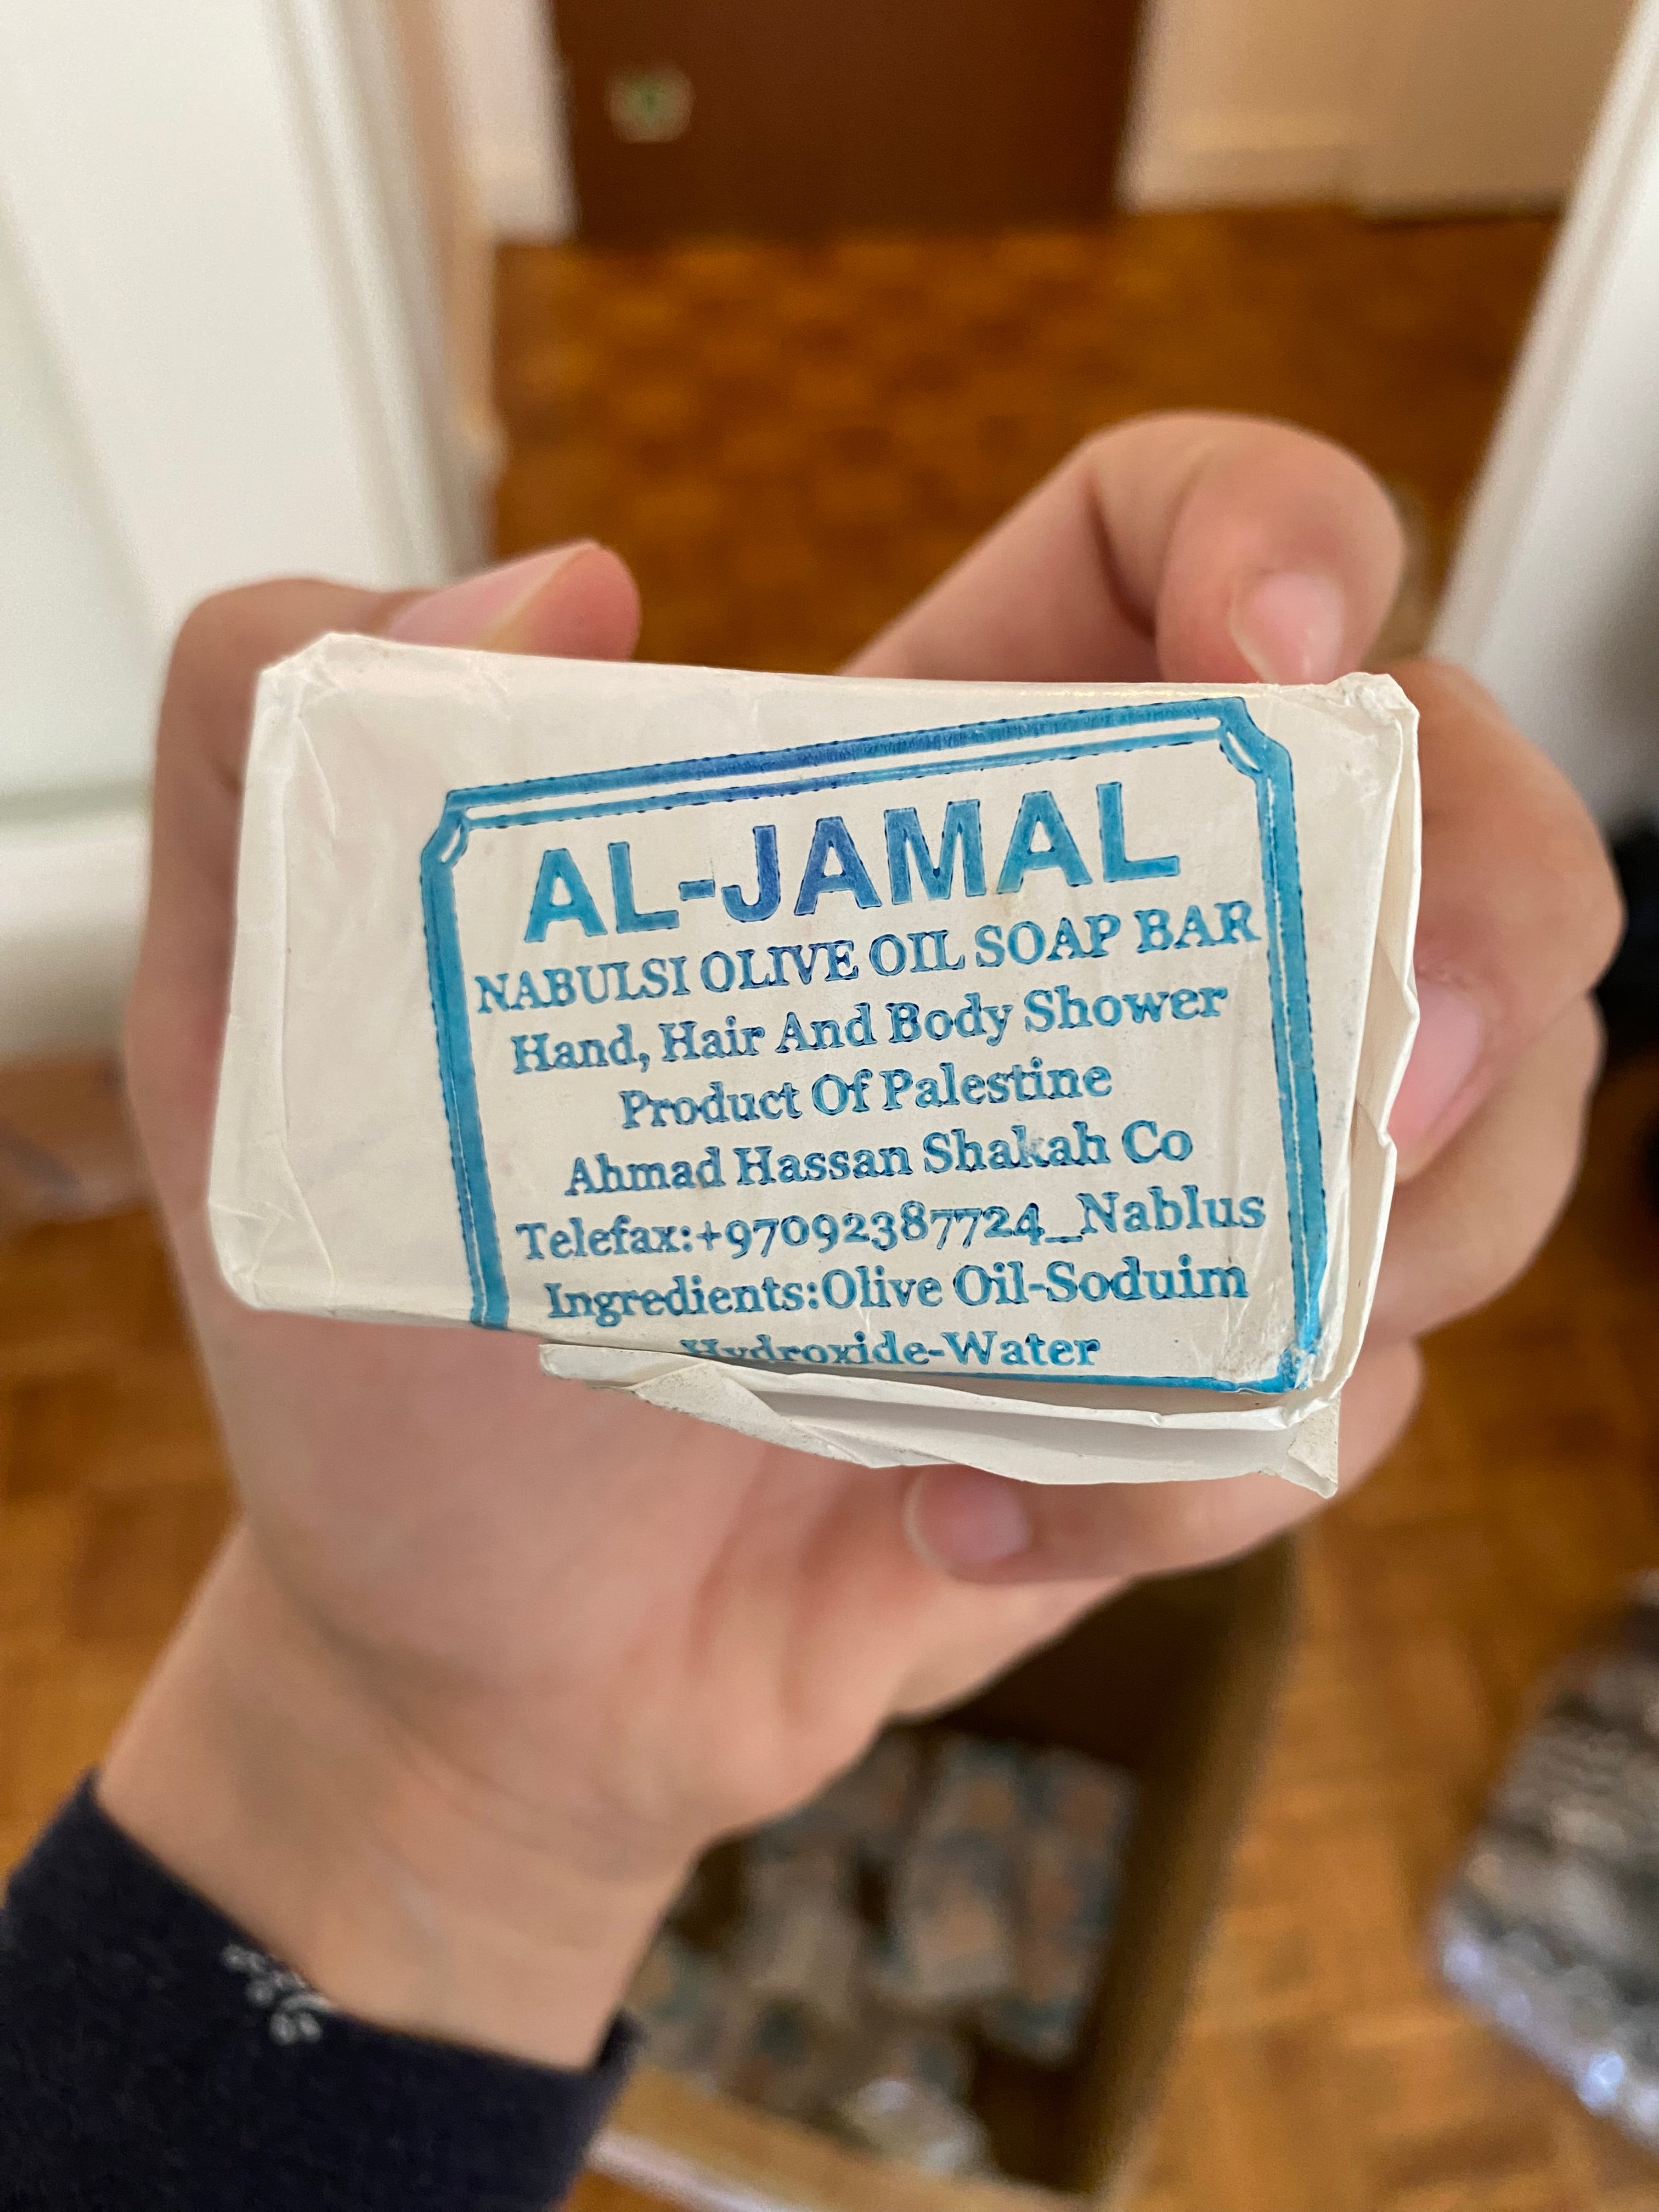 AL-JAMAL
NABULSI OLIVE OIL SOAP BAR
Hand, Hair And Body Shower
Product Of Palestine
Ahmad Hassan Shakah Co
Telefax:+97092387724_Nablus
Ingredients:Olive Oil-Soduim
Hydroxide-Water